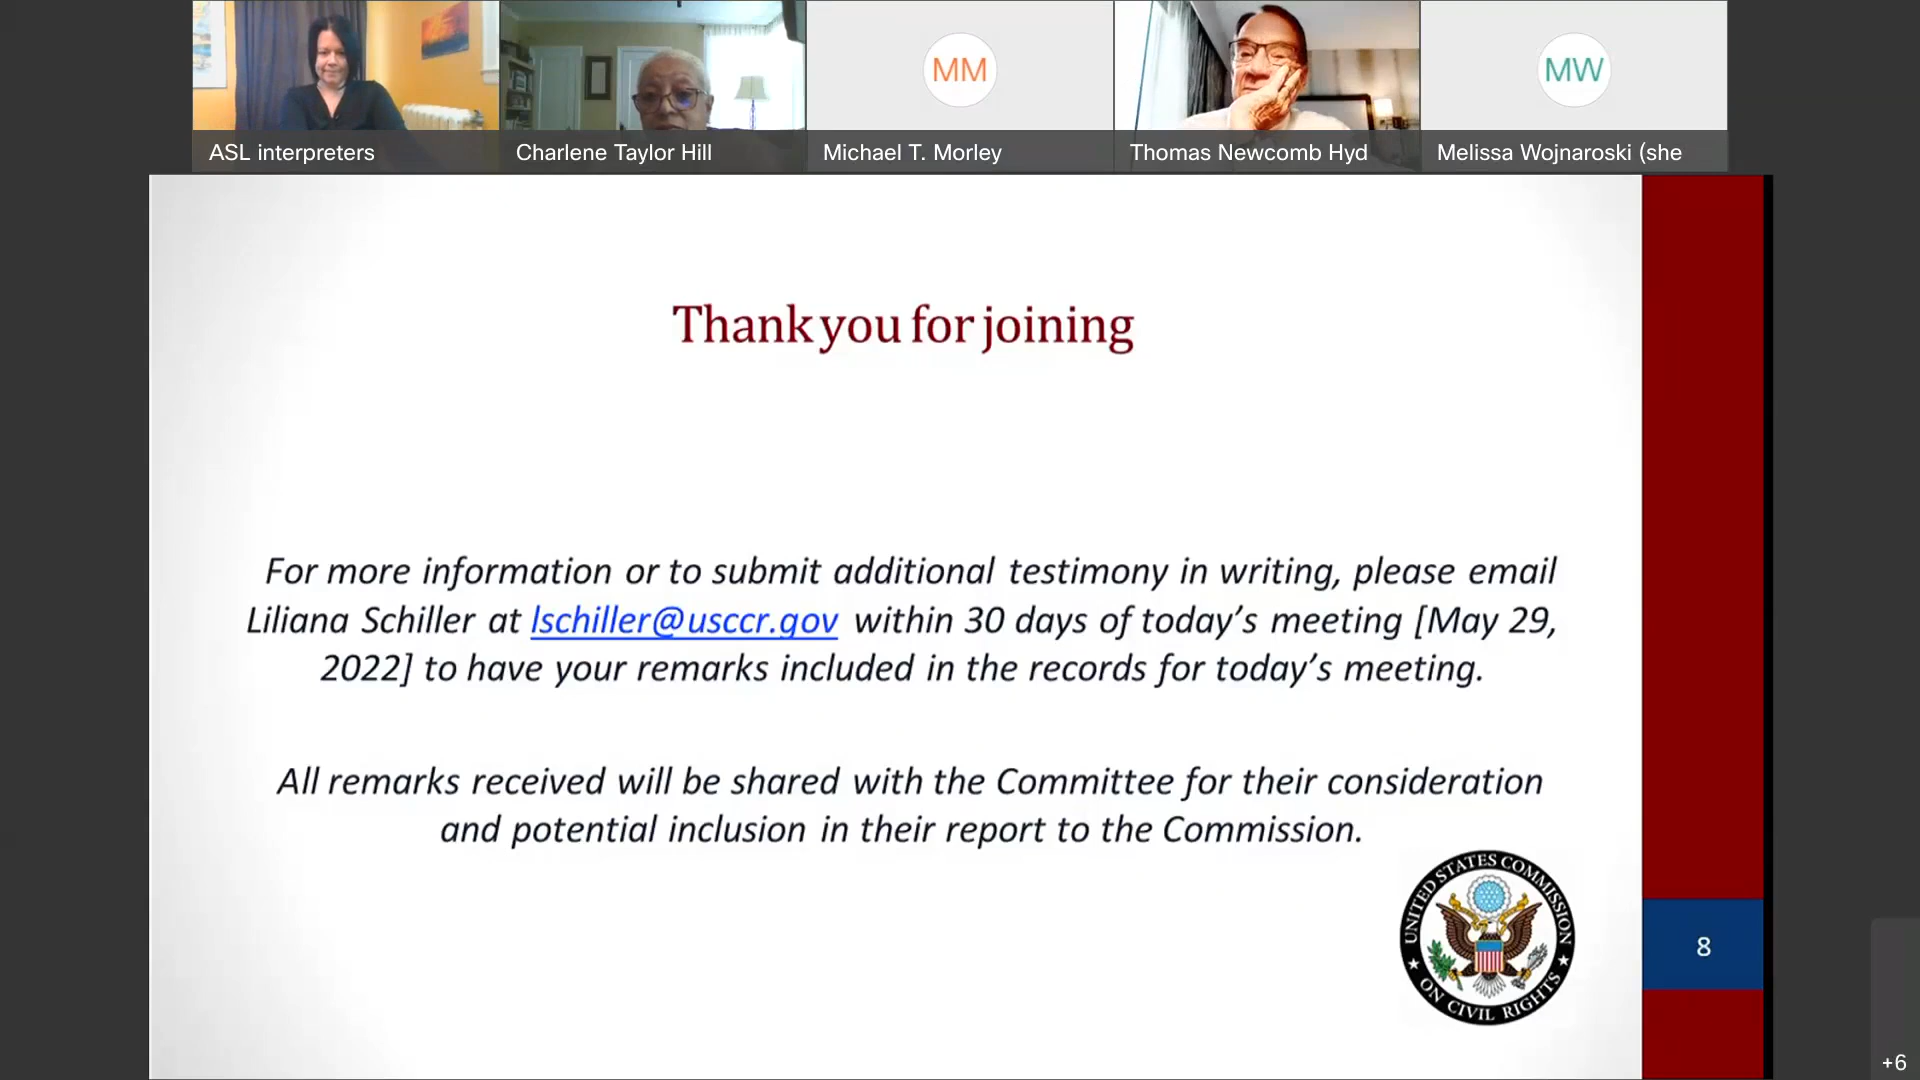 ASL interpreters
Charlene Taylor Hill
MM
Michael T. Morley
Thomas Newcomb Hyd
MW
Melissa Wojnaroski (she
Thank you for joining
For more information or to submit additional testimony in writing, please email
Liliana Schiller at lschiller@usccr.gov within 30 days of today’s meeting [May 29,
2022] to have your remarks included in the records for today’s meeting.
All remarks received will be shared with the Committee for their consideration
and potential inclusion in their report to the Commission.
UNITED STATES COMMISSION
ON CIVIL RIGHTS
8
+6